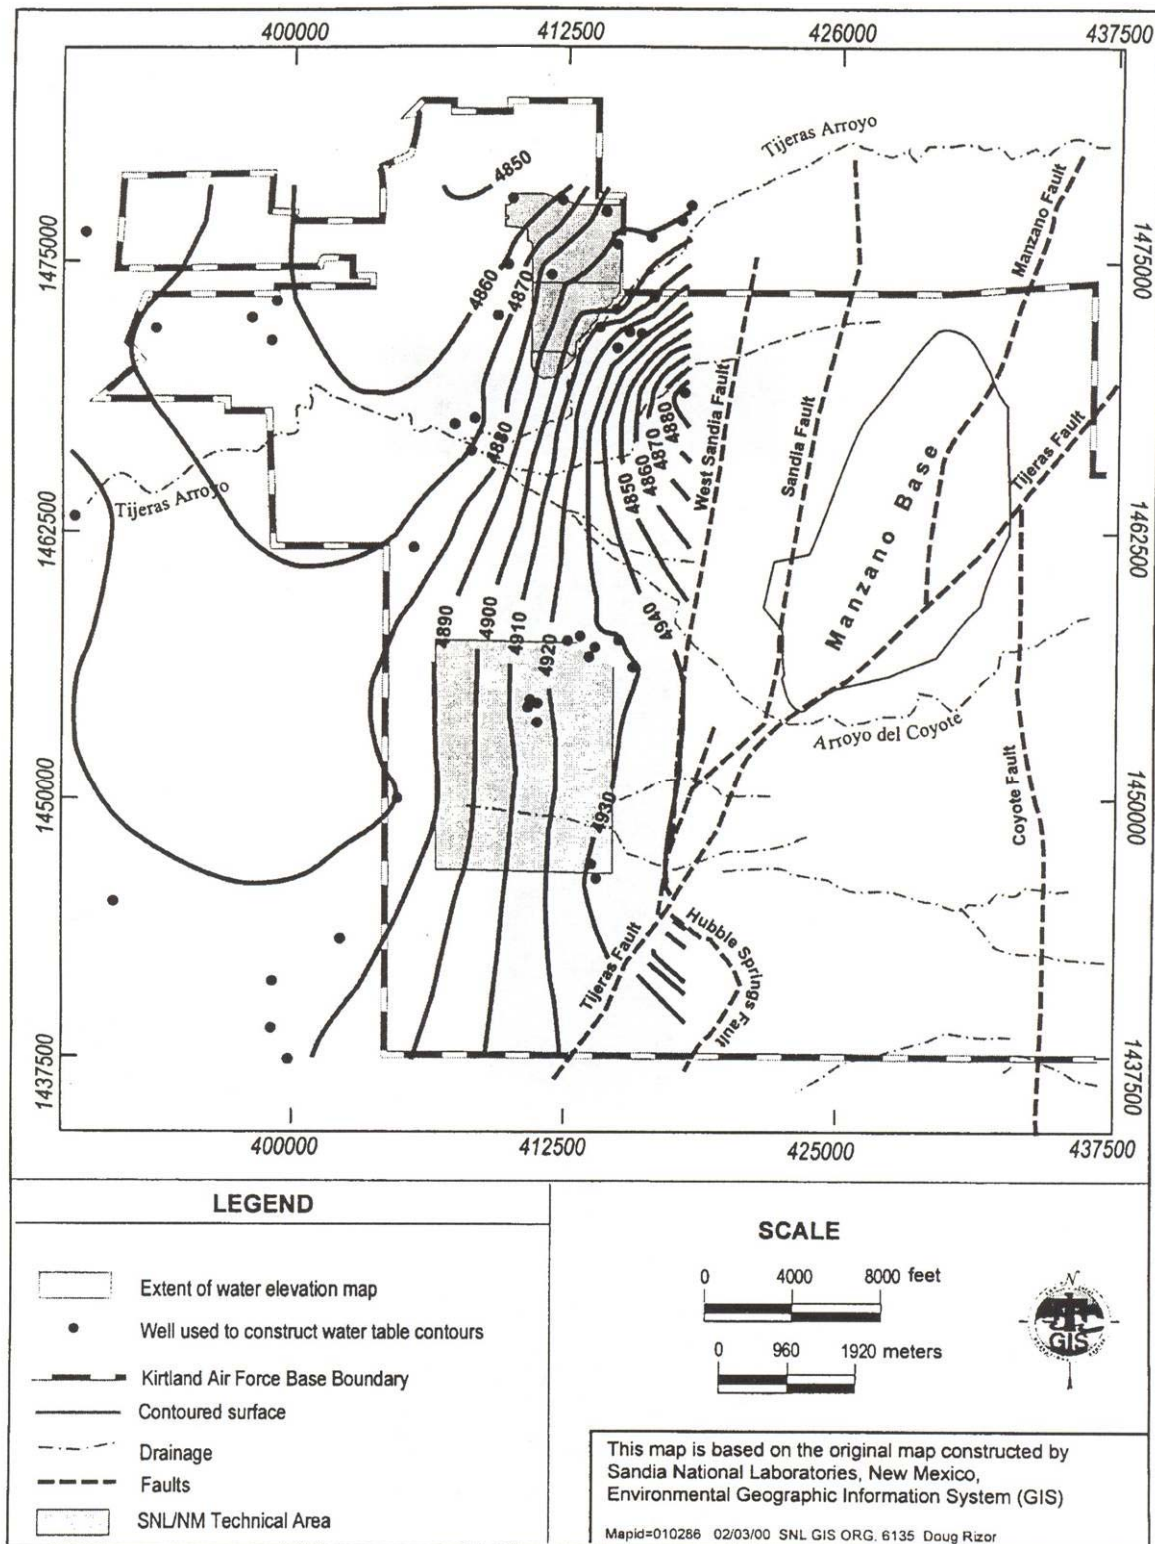 400000
412500
426000
437500
Tijeras Arroyo
4850
Manzano Fault
1475000
1475000
4860
4870
West Sandia Fault
Sandia Fault
4880
4880
4870
4860
4850
Tijeras Fault
Manzano Base
Tijeras Arroyo
1462500
1462500
4890
4900
4910
4920
4940
Arroyo del Coyote
Coyote Fault
1450000
1450000
4930
Hubble Springs Fault
Tijeras Fault
1437500
1437500
400000
412500
425000
437500
LEGEND
Extent of water elevation map
Well used to construct water table contours
Kirtland Air Force Base Boundary
Contoured surface
Drainage
Faults
SNL/NM Technical Area
SCALE
0 4000 8000 feet
0 960 1920 meters
N
GIS
This map is based on the original map constructed by
Sandia National Laboratories, New Mexico,
Environmental Geographic Information System (GIS)
Mapid=010286 02/03/00 SNL GIS ORG. 6135 Doug Rizor